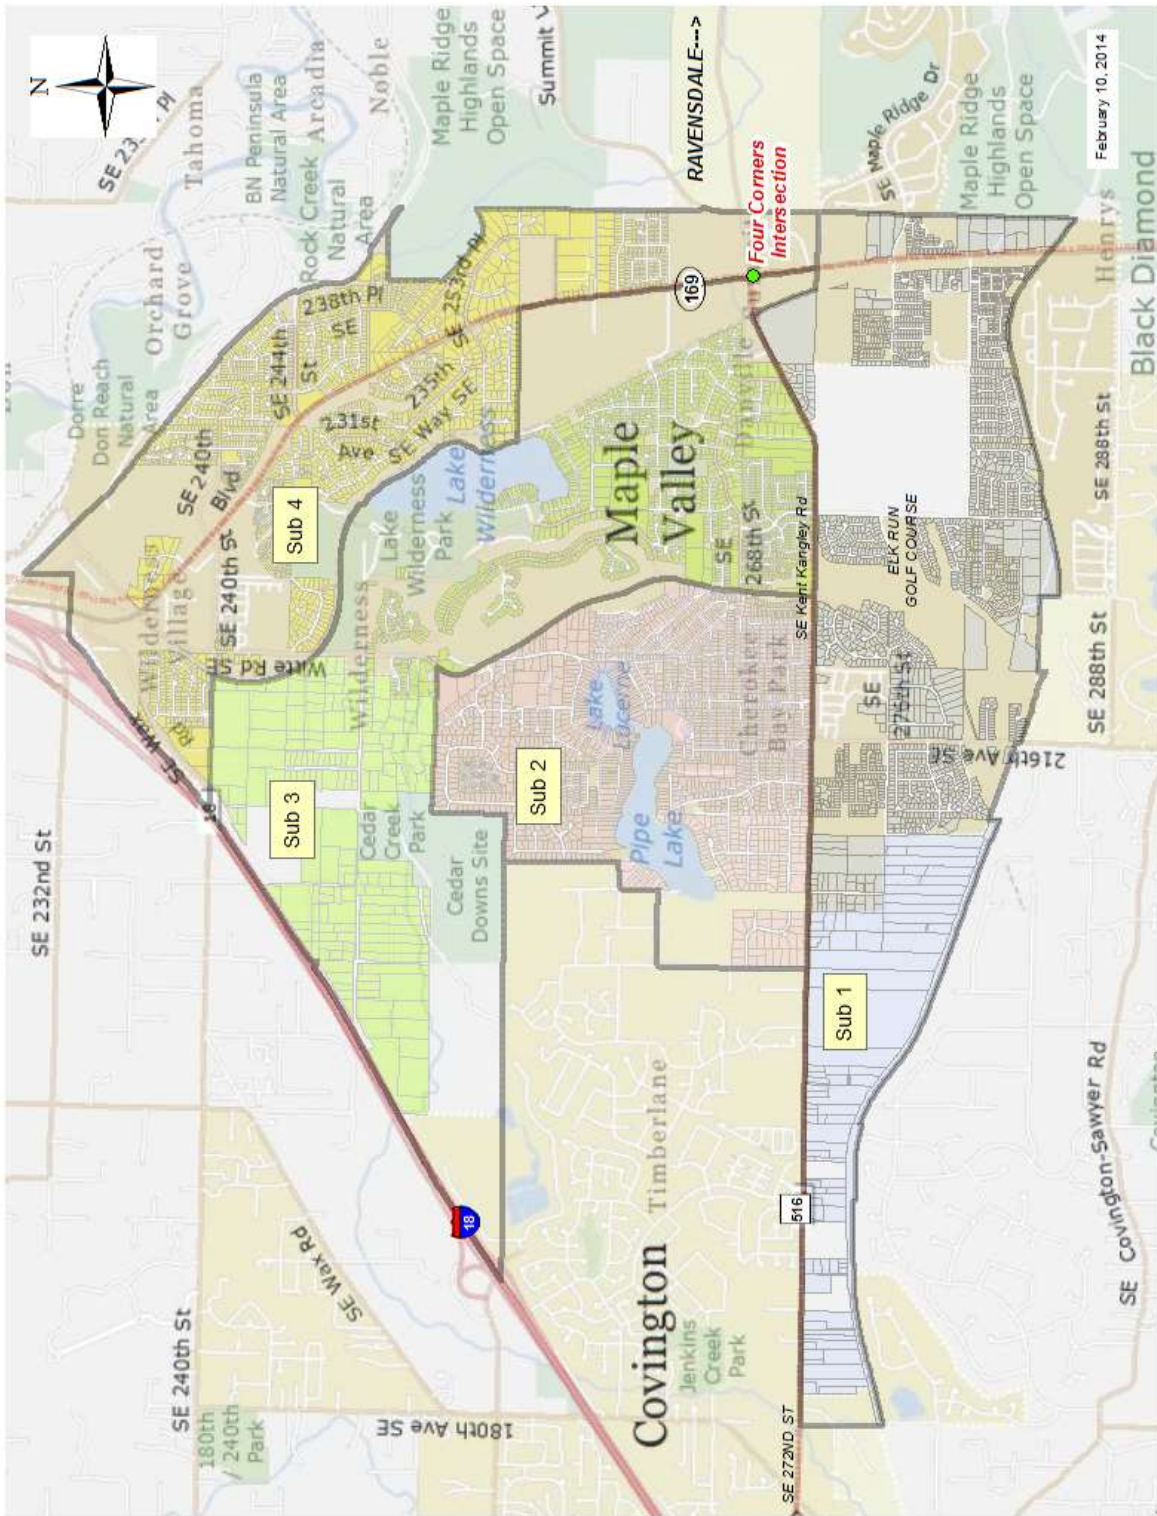 N
SE 232nd St
SE 240th St
SE Wax Rd
SE Wax
Rd
18
180th
/ 240th
Park
180th Ave SE
Wilderness
Village
SE 240th
Blvd
SE 240th St
Witte Rd SE
Dorre
Don Reach
Natural
Area
Orchard
Grove
Tahoma
BN Peninsula
Natural Area
Rock Creek
Natural
Area
Arcadia
Noble
Maple Ridge
Highlands
Open Space
Summit
SE 244th
St
238th Pl
SE
231st
Ave
235th
SE Way SE
SE 253rd Pl
Sub 4
Sub 3
Wilderness
Cedar
Creek
Park
Cedar
Downs Site
Lake
Wilderness
Park
Lake
Wilderness
18
Sub 2
Lake
Lucerne
Pipe
Lake
Cherokee
Bay Park
Maple
Valley
SE
268th St
Danville
169
RAVENSDALE--->
Four Corners
Intersection
Covington
Timberlane
Jenkins
Creek
Park
SE 272ND ST
516
SE Kent Kangley Rd
Sub 1
SE
276th St
216th Ave SE
ELK RUN
GOLF COURSE
SE Maple Ridge Dr
Maple Ridge
Highlands
Open Space
SE 288th St
SE 288th St
Henrys
Black Diamond
SE Covington-Sawyer Rd
February 10, 2014